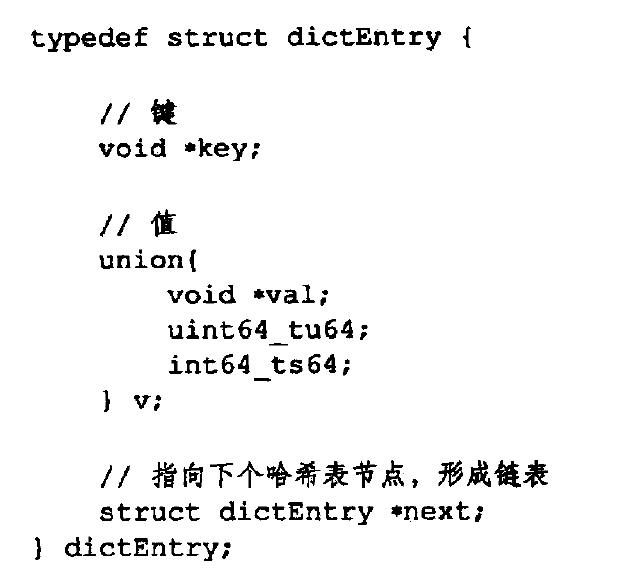 typedef struct dictEntry {
// 键
void *key;
// 值
union{
void *val;
uint64_tu64;
int64_ts64;
} v;
// 指向下个哈希表节点，形成链表
struct dictEntry *next;
} dictEntry;